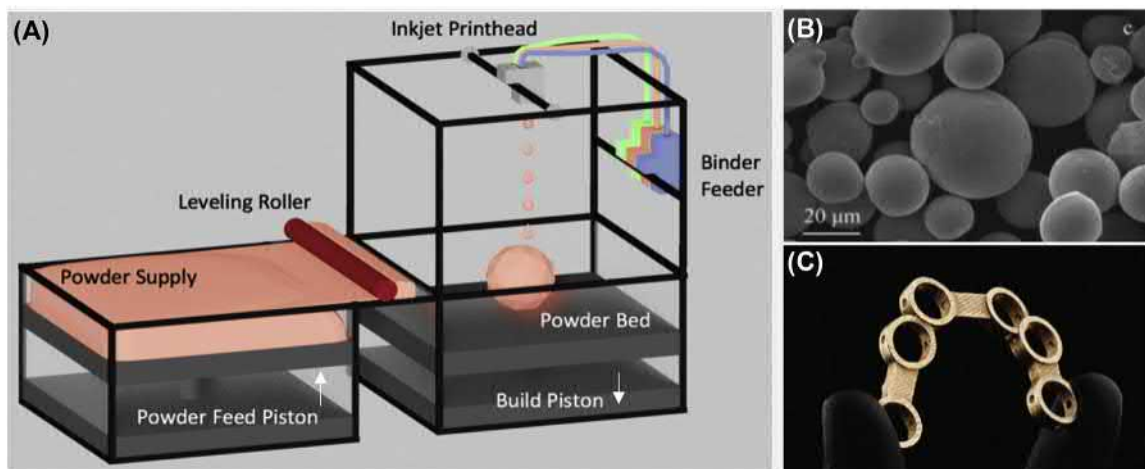 (A)
Inkjet Printhead
Leveling Roller
Powder Supply
Binder
Feeder
Powder Bed
Build Piston
Powder Feed Piston
(B)
c
20 μm
(C)